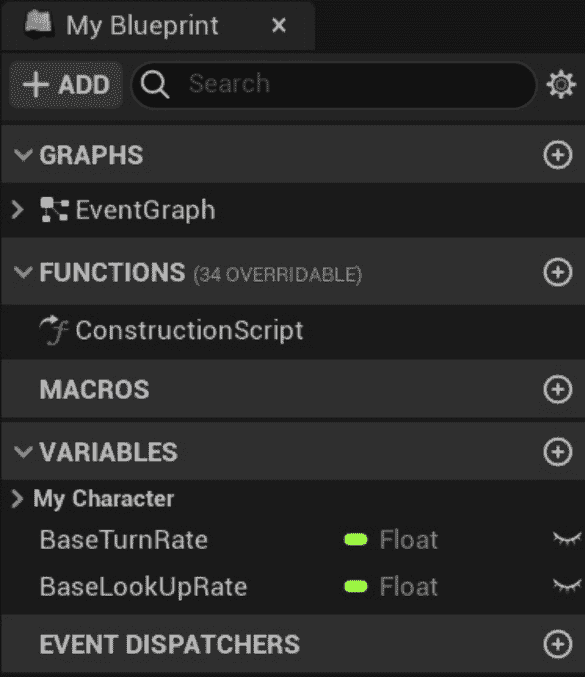 My Blueprint
ADD Search
GRAPHS
EventGraph
FUNCTIONS (34 OVERRIDABLE)
ConstructionScript
MACROS
VARIABLES
My Character
BaseTurnRate Float
BaseLookUpRate Float
EVENT DISPATCHERS